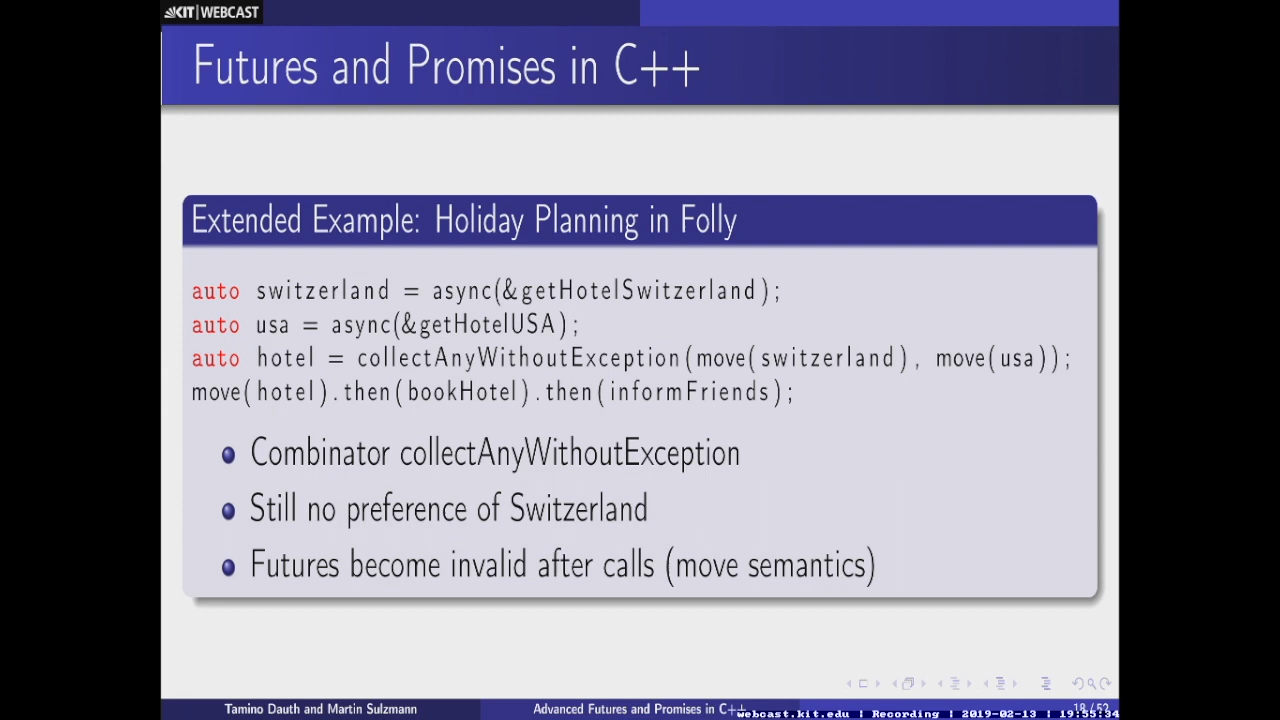 KIT | WEBCAST
Futures and Promises in C++
Extended Example: Holiday Planning in Folly
auto switzerland = async(&getHotelSwitzerland);
auto usa = async(&getHotelUSA);
auto hotel = collectAnyWithoutException(move(switzerland), move(usa));
move(hotel).then(bookHotel).then(informFriends);
Combinator collectAnyWithoutException
Still no preference of Switzerland
Futures become invalid after calls (move semantics)
Tamino Dauth and Martin Sulzmann
Advanced Futures and Promises in C++
18 / 52
webcast.kit.edu | Recording | 2019-02-13 | 19:55:34